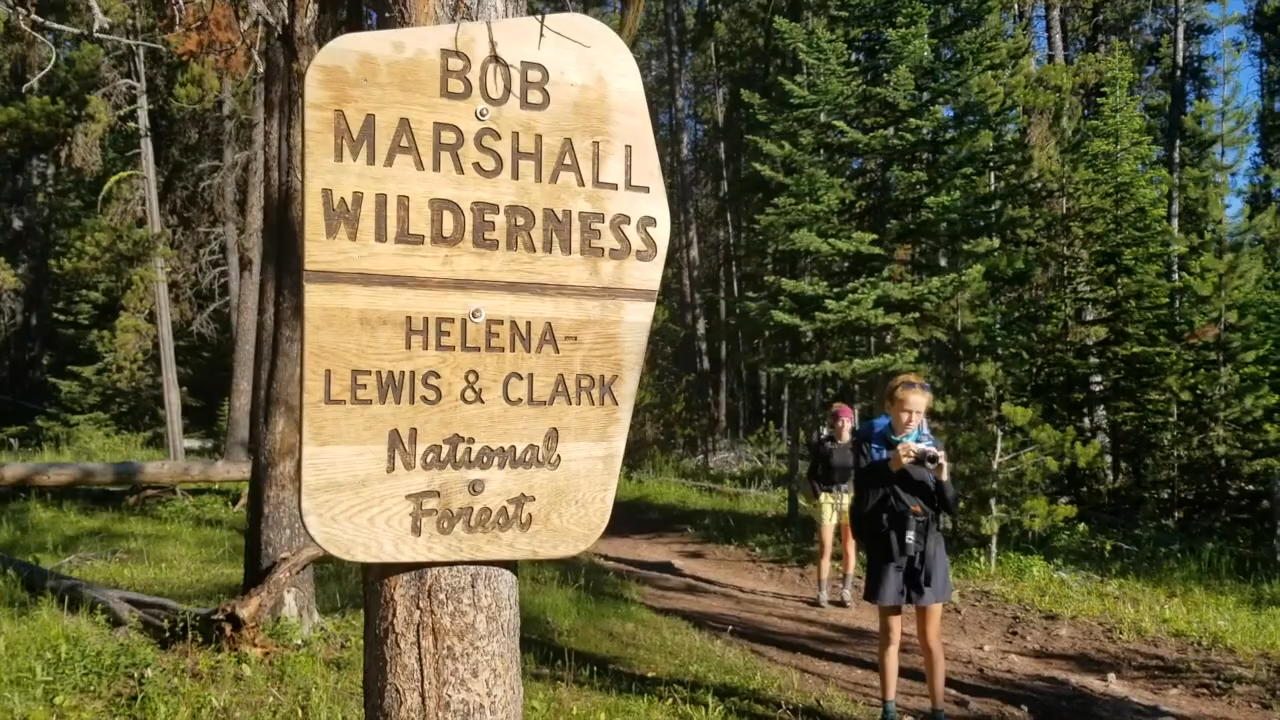 BOB
MARSHALL
WILDERNESS
HELENA-
LEWIS & CLARK
National
Forest